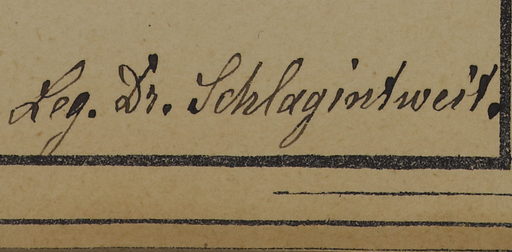 Leg. Dr. Schlagintweit.